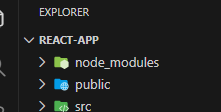 EXPLORER
REACT-APP
node_modules
public
src